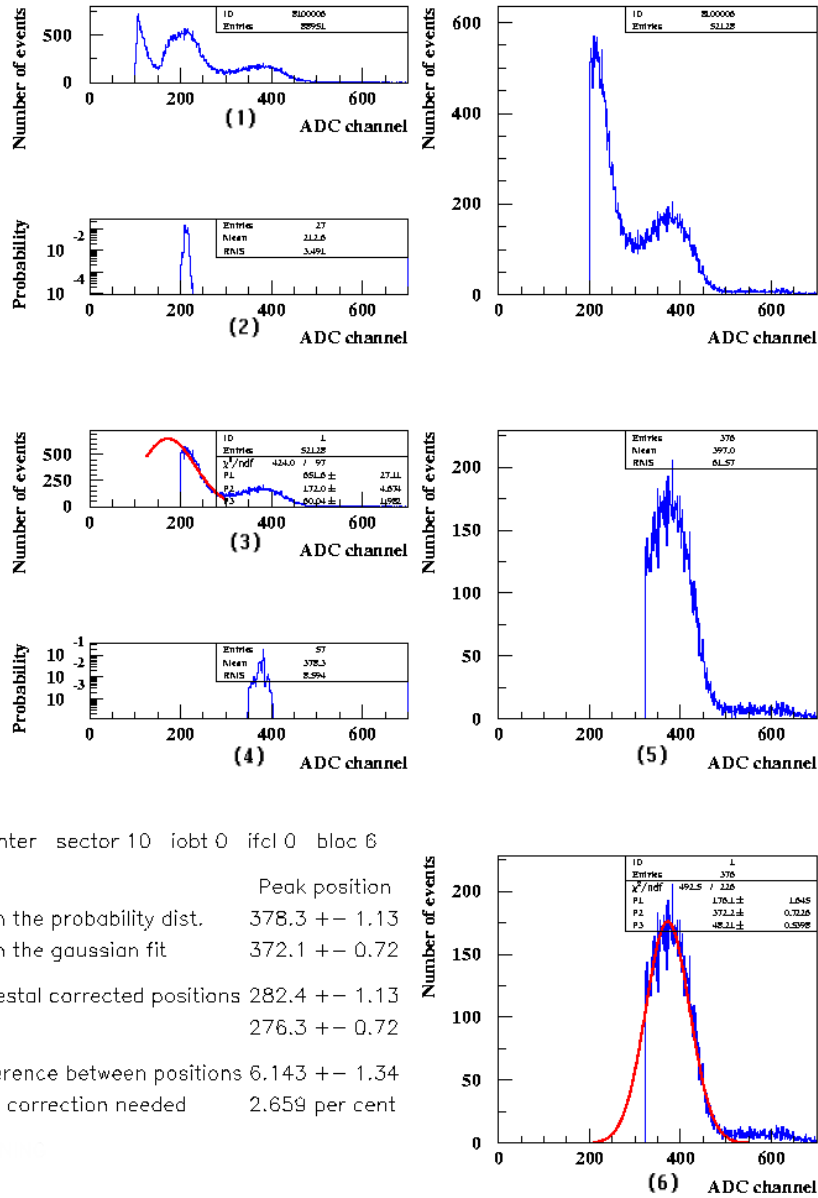 ID 8100006
Entries 88951
Number of events
500
0
0 200 400 600
(1)
ADC channel
ID 8100006
Entries 52128
Number of events
600
400
200
0
0 200 400 600
ADC channel
Entries 27
Mean 212.6
RMS 3.491
Probability
10 -2
10 -4
0 200 400 600
(2)
ADC channel
ID 1
Entries 52128
χ²/ndf 424.0 / 97
P1 651.6 ± 27.11
P2 172.0 ± 4.674
P3 60.04 ± 1.982
Number of events
500
250
0
0 200 400 600
(3)
ADC channel
Entries 376
Mean 397.0
RMS 61.57
Number of events
200
150
100
50
0
0 200 400 600
(5)
ADC channel
Entries 57
Mean 378.3
RMS 8.594
Probability
10 -1
10 -2
10 -3
0 200 400 600
(4)
ADC channel
nter sector 10 iobt 0 ifcl 0 bloc 6
Peak position
n the probability dist. 378.3 +− 1.13
n the gaussian fit 372.1 +− 0.72
estal corrected positions 282.4 +− 1.13
276.3 +− 0.72
erence between positions 6.143 +− 1.34
correction needed 2.659 per cent
ID 1
Entries 376
χ²/ndf 492.5 / 226
P1 176.1 ± 1.645
P2 372.2 ± 0.7226
P3 48.21 ± 0.5398
Number of events
200
150
100
50
0
0 200 400 600
(6)
ADC channel